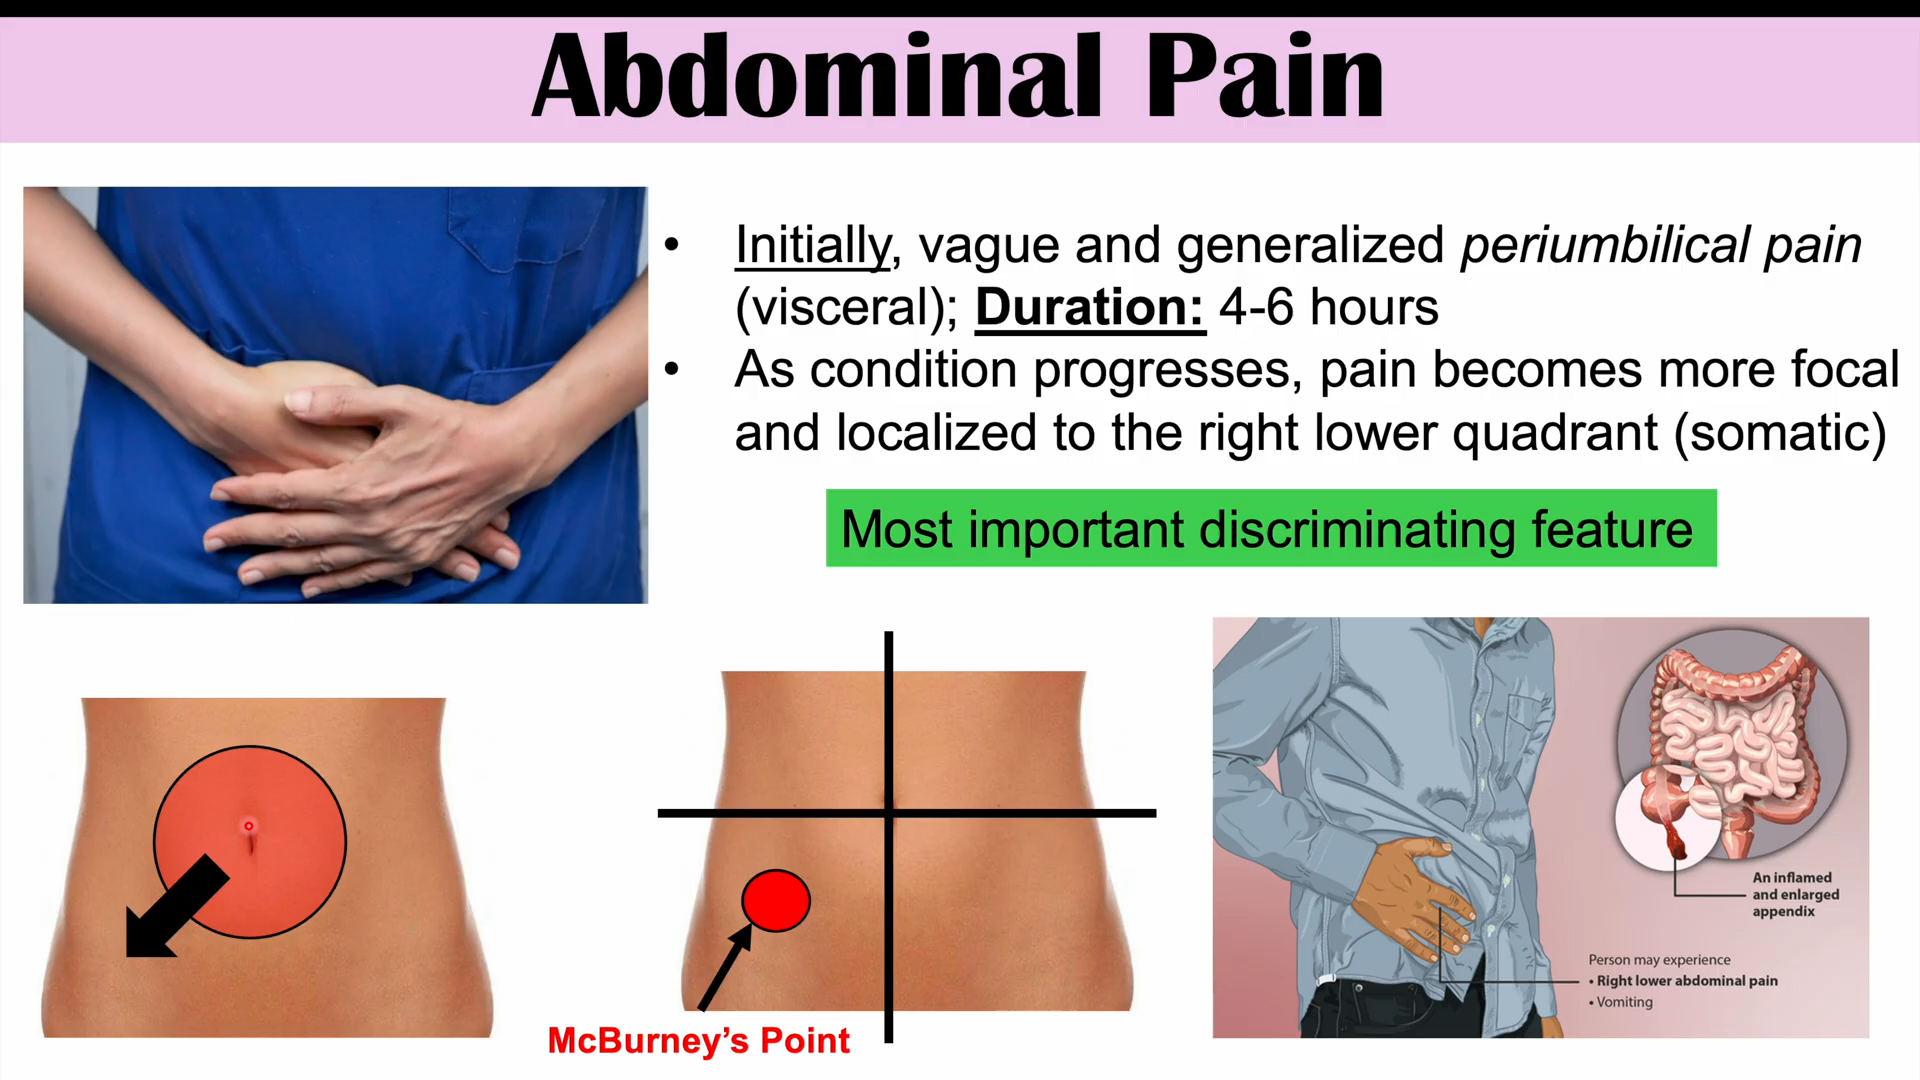 Abdominal Pain
• Initially, vague and generalized periumbilical pain
(visceral); Duration: 4-6 hours
• As condition progresses, pain becomes more focal
and localized to the right lower quadrant (somatic)
Most important discriminating feature
McBurney’s Point
An inflamed
and enlarged
appendix
Person may experience
• Right lower abdominal pain
• Vomiting